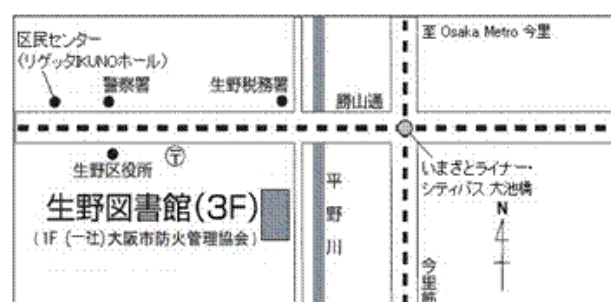 区民センター
(リゲッタIKUNOホール)
警察署
生野税務署
勝山通
至 Osaka Metro 今里
生野区役所
〒
いまざとライナー・
シティバス 大池橋
生野図書館(3F)
(1F (一社)大阪市防火管理協会)
平野川
N
今里筋